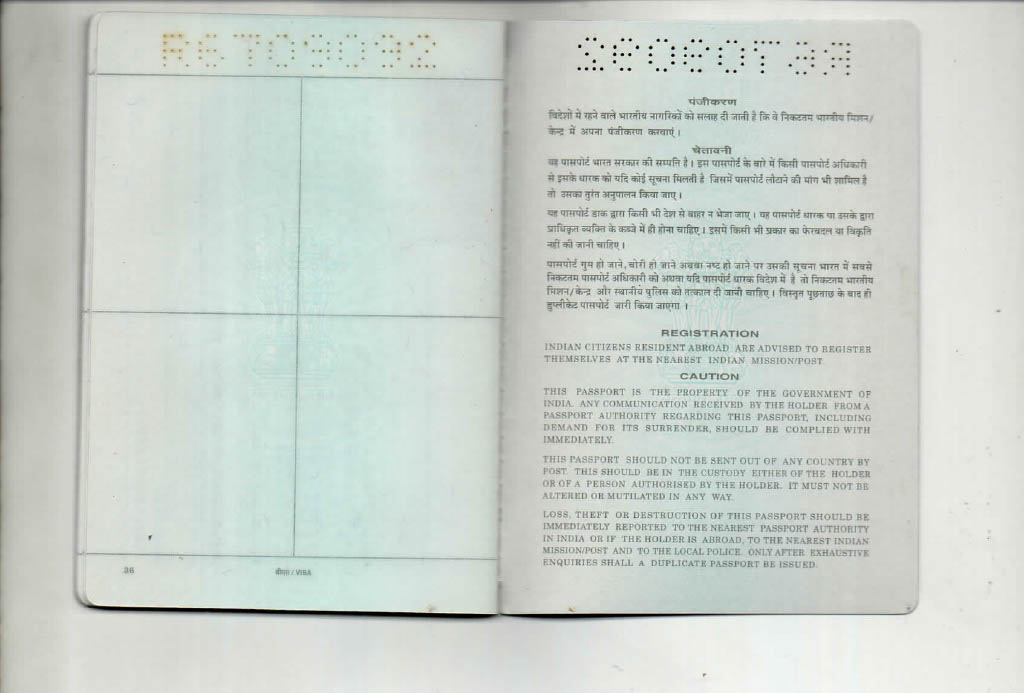 R6709092
36
वीज़ा / VISA
पंजीकरण
विदेशों में रहने वाले भारतीय नागरिकों को सलाह दी जाती है कि वे निकटतम भारतीय मिशन/
केन्द्र में अपना पंजीकरण करवाएं ।
चेतावनी
यह पासपोर्ट भारत सरकार की सम्पत्ति है । इस पासपोर्ट के बारे में किसी पासपोर्ट अधिकारी
से इसके धारक को यदि कोई सूचना मिलती है जिसमें पासपोर्ट लौटाने की मांग भी शामिल है
तो उसका तुरंत अनुपालन किया जाए ।
यह पासपोर्ट डाक द्वारा किसी भी देश से बाहर न भेजा जाए । यह पासपोर्ट धारक या उसके द्वारा
प्राधिकृत व्यक्ति के कब्जे में ही होना चाहिए । इसमें किसी भी प्रकार का फेरबदल या विकृति
नहीं की जानी चाहिए ।
पासपोर्ट गुम हो जाने, चोरी हो जाने अथवा नष्ट हो जाने पर उसकी सूचना भारत में सबसे
निकटतम पासपोर्ट अधिकारी को अथवा यदि पासपोर्ट धारक विदेश में है तो निकटतम भारतीय
मिशन/केन्द्र और स्थानीय पुलिस को तत्काल दी जानी चाहिए । विस्तृत पूछताछ के बाद ही
डुप्लीकेट पासपोर्ट जारी किया जाएगा ।
REGISTRATION
INDIAN CITIZENS RESIDENT ABROAD ARE ADVISED TO REGISTER
THEMSELVES AT THE NEAREST INDIAN MISSION/POST.
CAUTION
THIS PASSPORT IS THE PROPERTY OF THE GOVERNMENT OF
INDIA. ANY COMMUNICATION RECEIVED BY THE HOLDER FROM A
PASSPORT AUTHORITY REGARDING THIS PASSPORT, INCLUDING
DEMAND FOR ITS SURRENDER, SHOULD BE COMPLIED WITH
IMMEDIATELY.
THIS PASSPORT SHOULD NOT BE SENT OUT OF ANY COUNTRY BY
POST. THIS SHOULD BE IN THE CUSTODY EITHER OF THE HOLDER
OR OF A PERSON AUTHORISED BY THE HOLDER. IT MUST NOT BE
ALTERED OR MUTILATED IN ANY WAY.
LOSS, THEFT OR DESTRUCTION OF THIS PASSPORT SHOULD BE
IMMEDIATELY REPORTED TO THE NEAREST PASSPORT AUTHORITY
IN INDIA OR IF THE HOLDER IS ABROAD, TO THE NEAREST INDIAN
MISSION/POST AND TO THE LOCAL POLICE. ONLY AFTER EXHAUSTIVE
ENQUIRIES SHALL A DUPLICATE PASSPORT BE ISSUED.